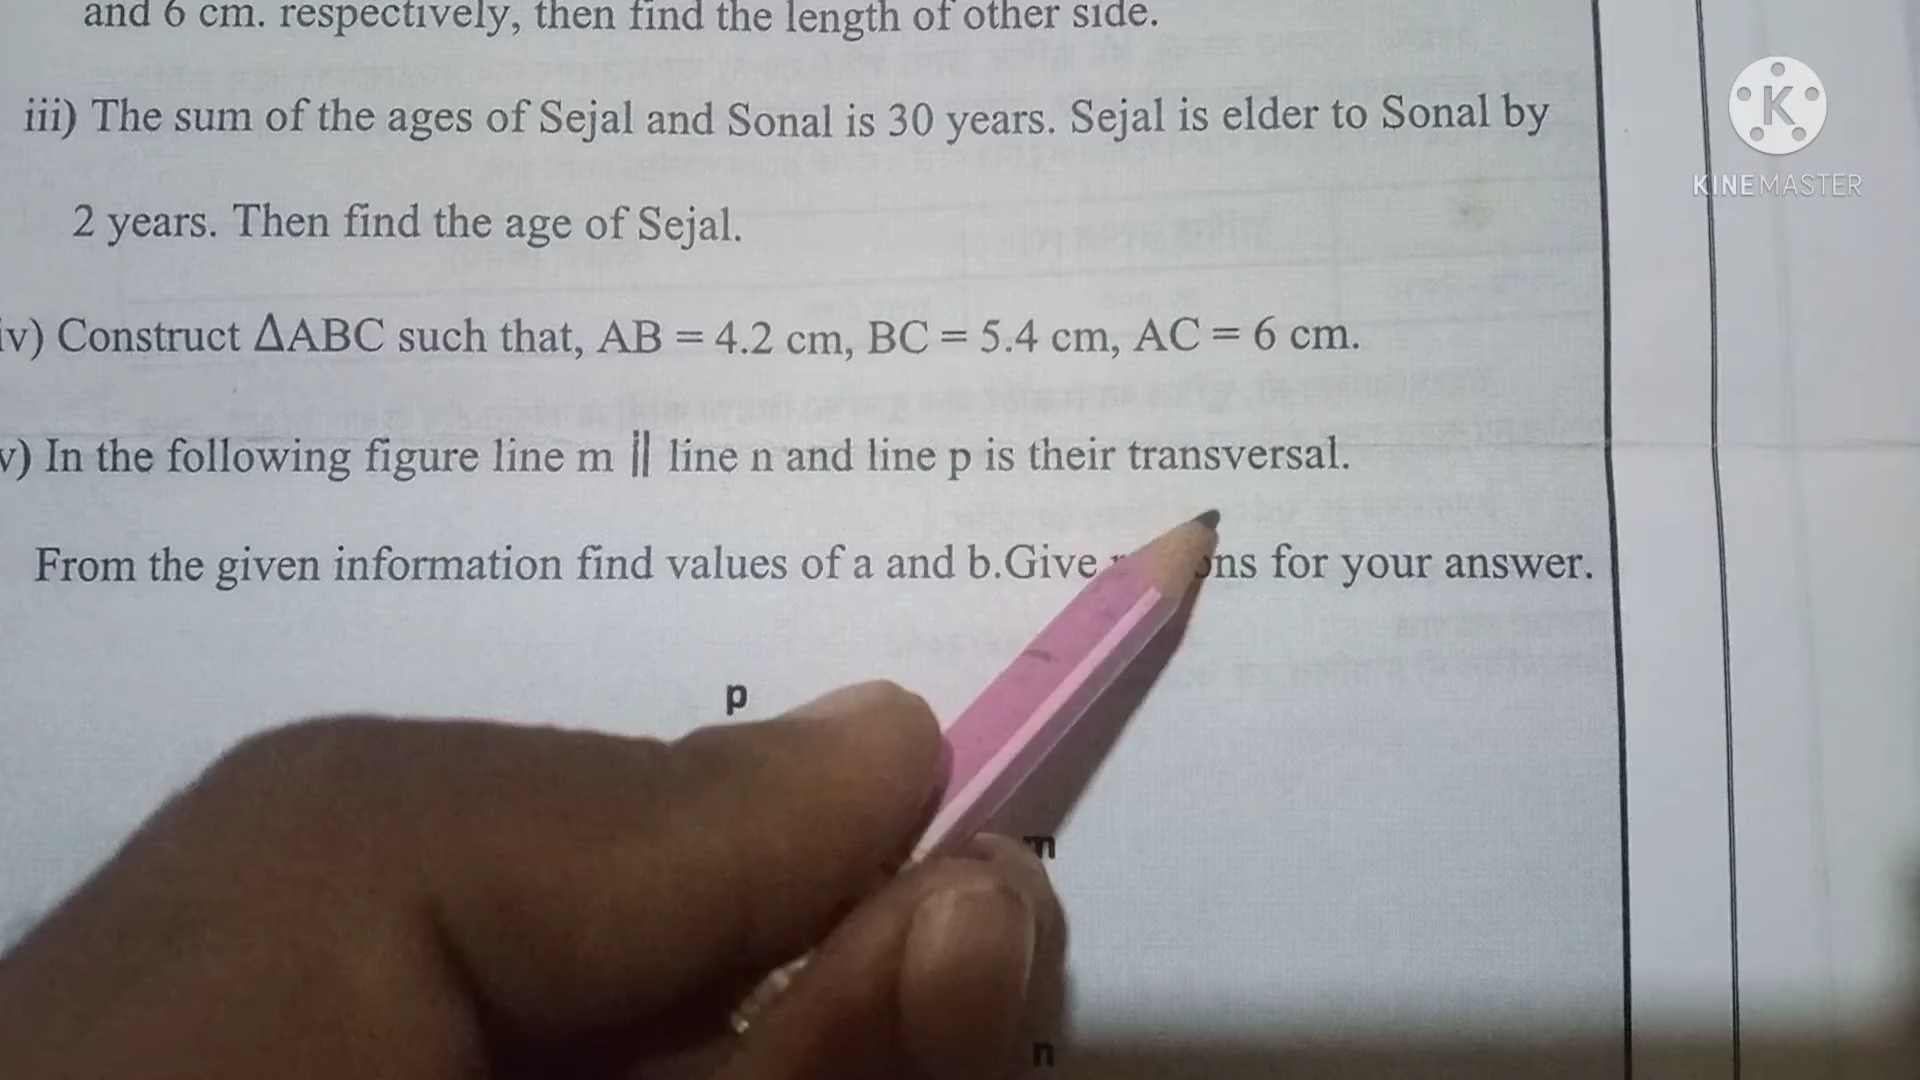 and 6 cm. respectively, then find the length of other side.
iii) The sum of the ages of Sejal and Sonal is 30 years. Sejal is elder to Sonal by
2 years. Then find the age of Sejal.
iv) Construct ΔABC such that, AB = 4.2 cm, BC = 5.4 cm, AC = 6 cm.
v) In the following figure line m || line n and line p is their transversal.
From the given information find values of a and b.Give for your answer.
p
m
n
K
KINEMASTER